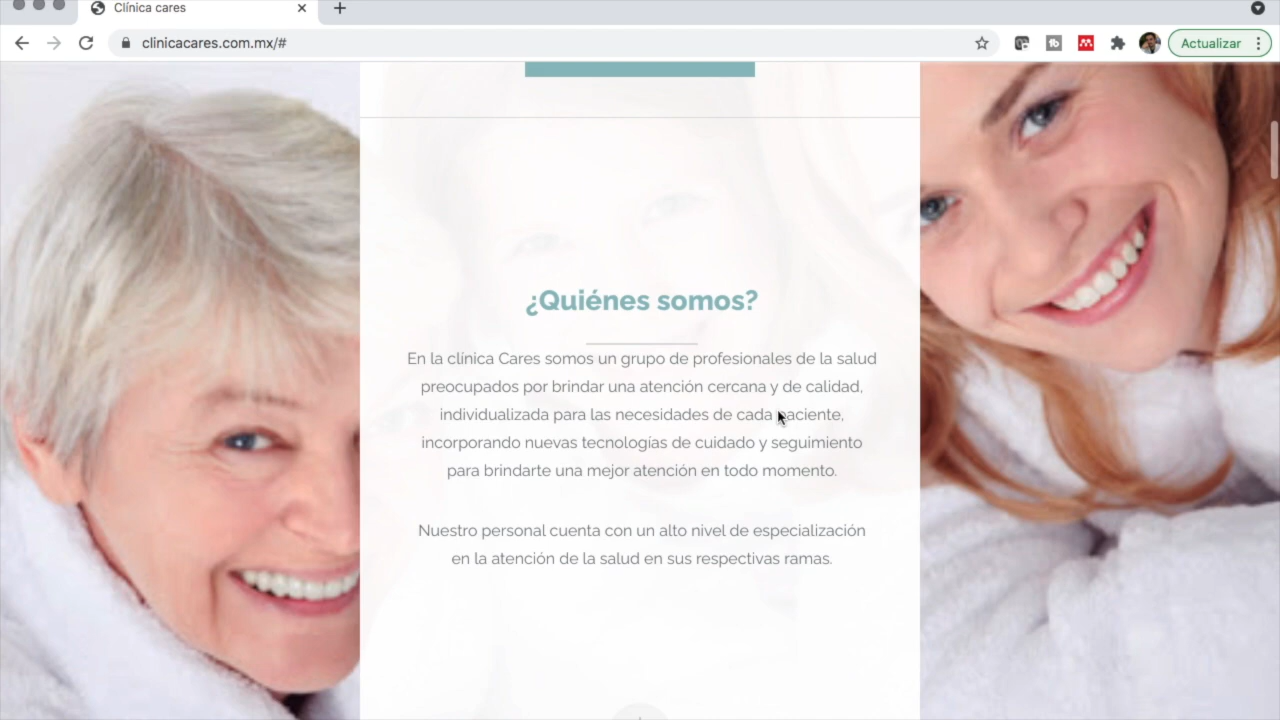 Clínica cares
clinicacares.com.mx/#
Actualizar
¿Quiénes somos?
En la clínica Cares somos un grupo de profesionales de la salud
preocupados por brindar una atención cercana y de calidad,
individualizada para las necesidades de cada paciente,
incorporando nuevas tecnologías de cuidado y seguimiento
para brindarte una mejor atención en todo momento.
Nuestro personal cuenta con un alto nivel de especialización
en la atención de la salud en sus respectivas ramas.